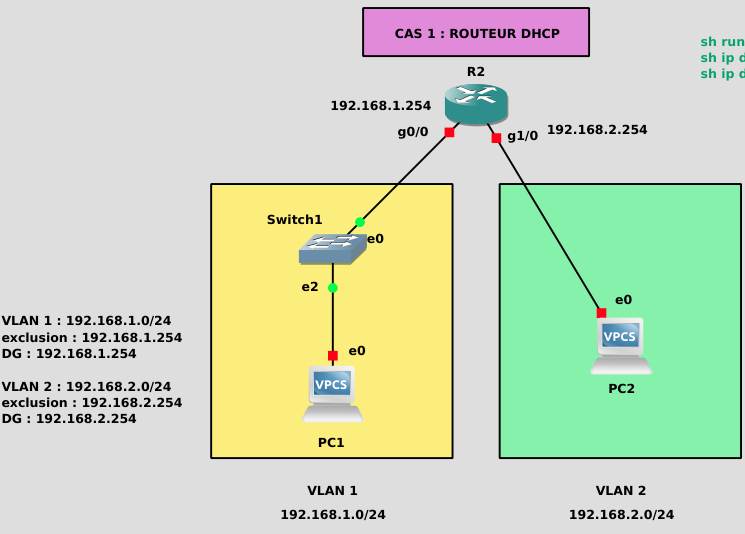 CAS 1 : ROUTEUR DHCP
sh run
sh ip d
sh ip d
R2
192.168.1.254
g0/0
g1/0
192.168.2.254
Switch1
e0
e2
e0
VPCS
PC1
e0
VPCS
PC2
VLAN 1 : 192.168.1.0/24
exclusion : 192.168.1.254
DG : 192.168.1.254
VLAN 2 : 192.168.2.0/24
exclusion : 192.168.2.254
DG : 192.168.2.254
VLAN 1
192.168.1.0/24
VLAN 2
192.168.2.0/24